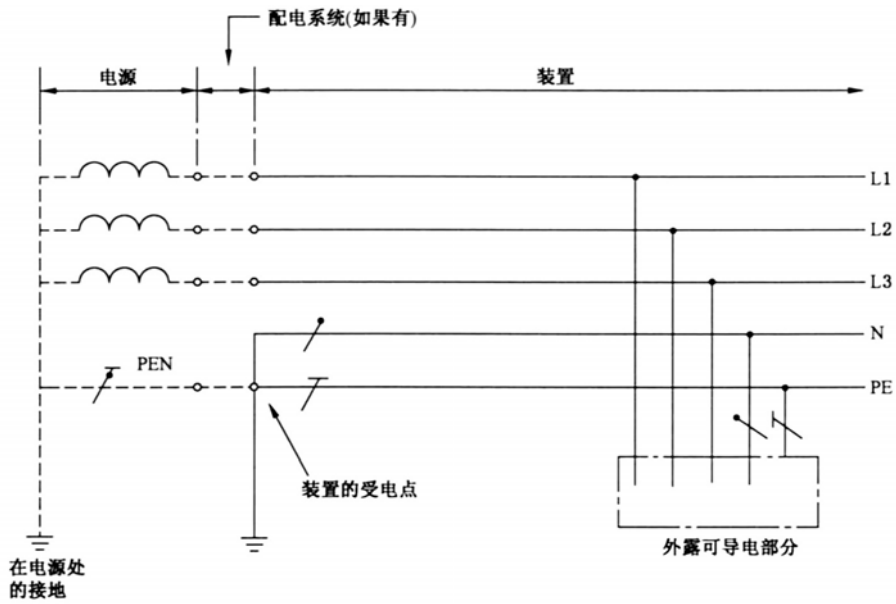 配电系统(如果有)
电源
装置
L1
L2
L3
N
PEN
PE
装置的受电点
外露可导电部分
在电源处
的接地